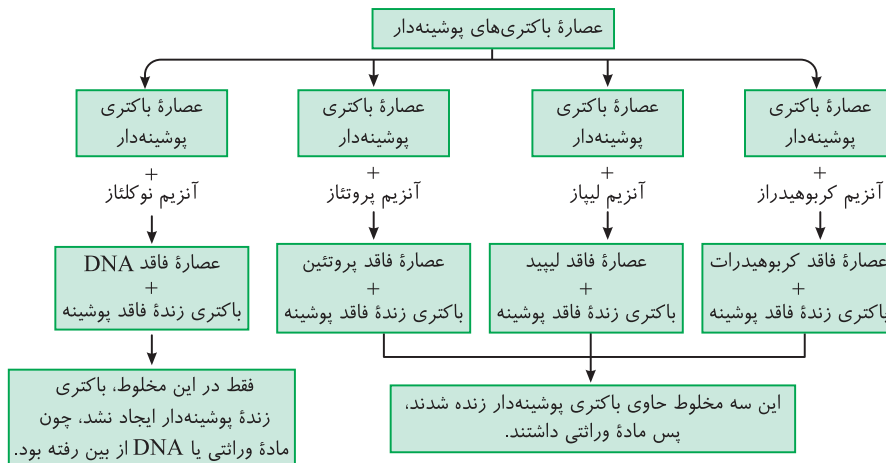 عصارهٔ باکتری‌های پوشینه‌دار
عصارهٔ باکتری
پوشینه‌دار
+
آنزیم کربوهیدراز
عصارهٔ فاقد کربوهیدرات
+
باکتری زندهٔ فاقد پوشینه
عصارهٔ باکتری
پوشینه‌دار
+
آنزیم لیپاز
عصارهٔ فاقد لیپید
+
باکتری زندهٔ فاقد پوشینه
عصارهٔ باکتری
پوشینه‌دار
+
آنزیم پروتئاز
عصارهٔ فاقد پروتئین
+
باکتری زندهٔ فاقد پوشینه
این سه مخلوط حاوی باکتری پوشینه‌دار زنده شدند،
پس مادهٔ وراثتی داشتند.
عصارهٔ باکتری
پوشینه‌دار
+
آنزیم نوکلئاز
عصارهٔ فاقد DNA
+
باکتری زندهٔ فاقد پوشینه
فقط در این مخلوط، باکتری
زندهٔ پوشینه‌دار ایجاد نشد، چون
مادهٔ وراثتی یا DNA از بین رفته بود.